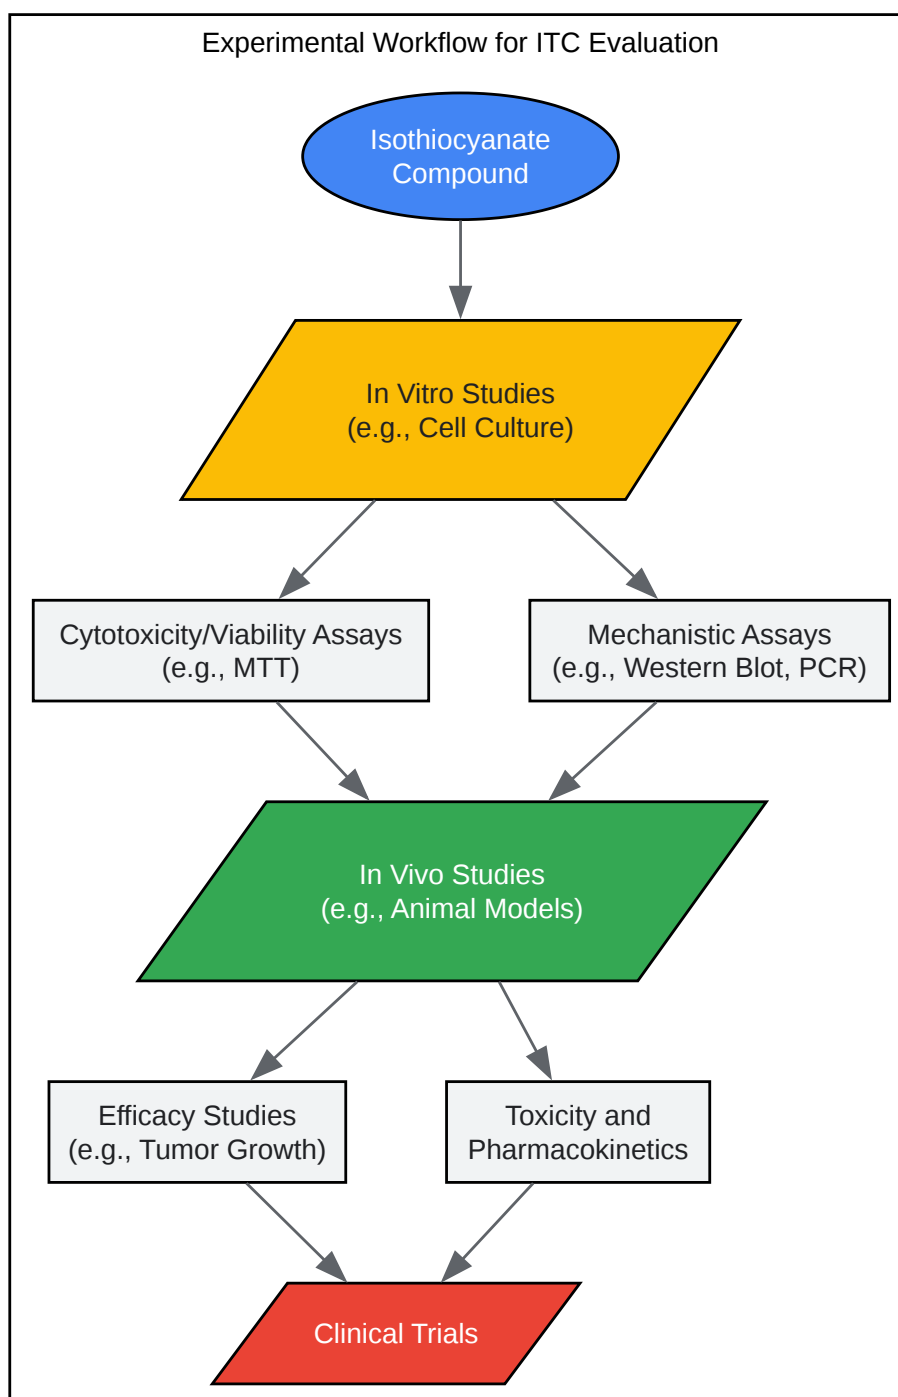 Experimental Workflow for ITC Evaluation
Isothiocyanate
Compound
In Vitro Studies
(e.g., Cell Culture)
Cytotoxicity/Viability Assays
(e.g., MTT)
Mechanistic Assays
(e.g., Western Blot, PCR)
In Vivo Studies
(e.g., Animal Models)
Efficacy Studies
(e.g., Tumor Growth)
Toxicity and
Pharmacokinetics
Clinical Trials